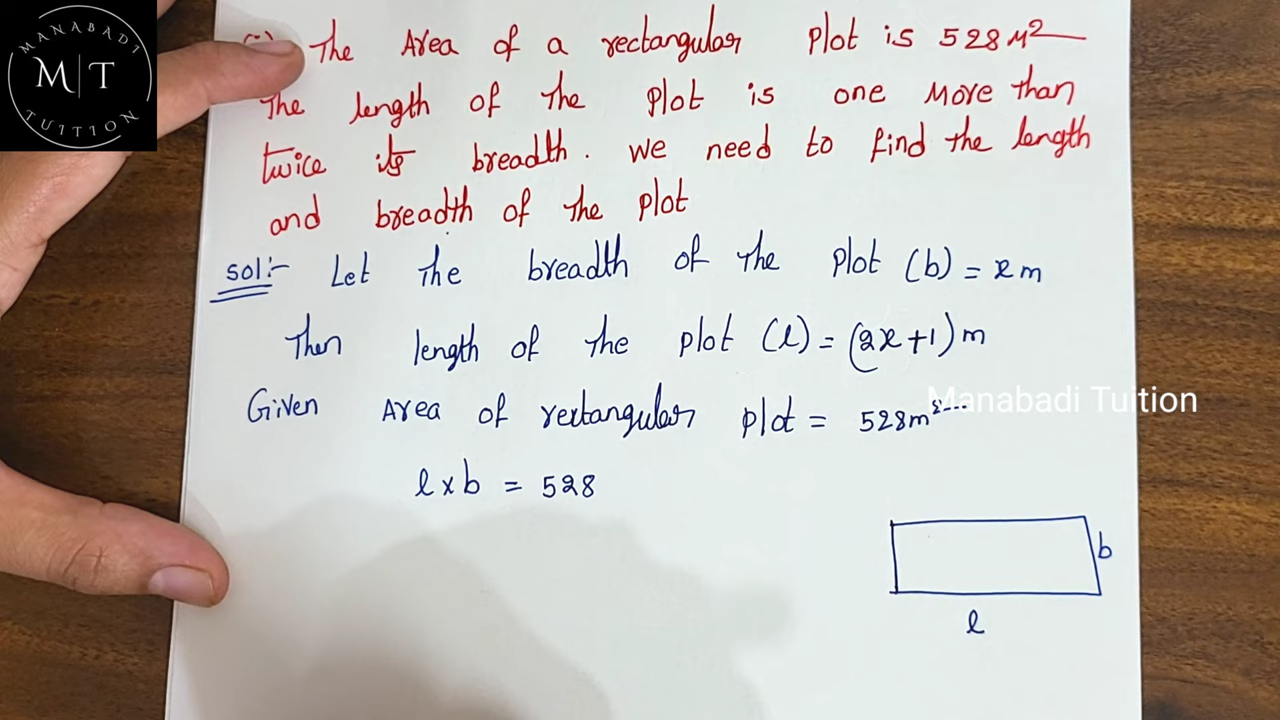 MANABADI
M|T
TUITION
(i) The Area of a rectangular plot is 528M²
The length of the plot is one More than
twice its breadth. we need to find the length
and breadth of the plot
Sol:- Let the breadth of the plot (b) = x m
Then length of the plot (l) = (2x+1) m
Given Area of rectangular plot = 528m²
Manabadi Tuition
l x b = 528
b
l